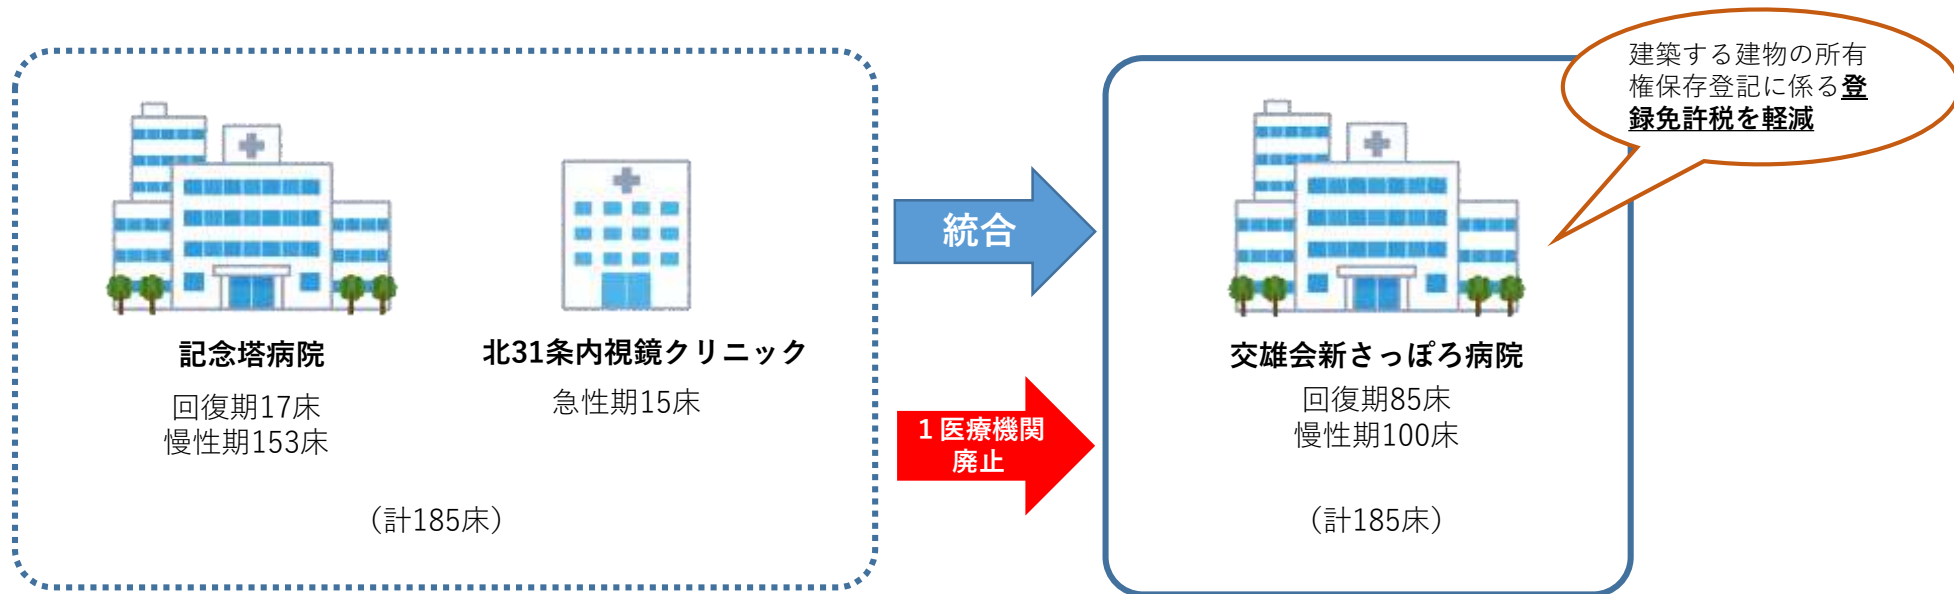 記念塔病院
回復期17床
慢性期153床
北31条内視鏡クリニック
急性期15床
（計185床）
統合
１医療機関
廃止
交雄会新さっぽろ病院
回復期85床
慢性期100床
（計185床）
建築する建物の所有
権保存登記に係る登
録免許税を軽減